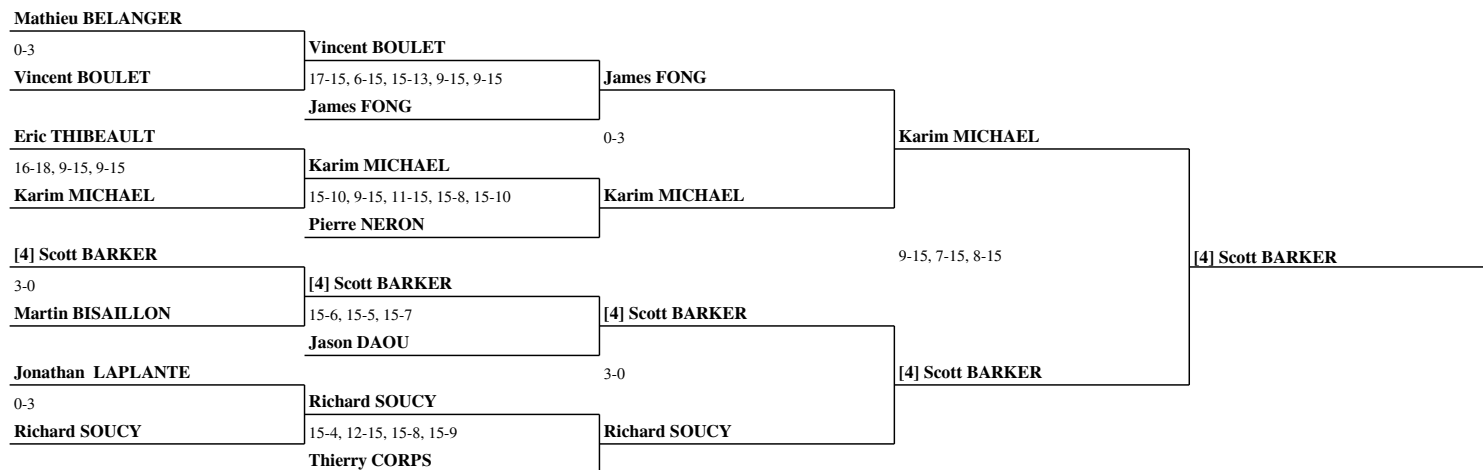 Mathieu BELANGER
0-3
Vincent BOULET
Eric THIBEAULT
16-18, 9-15, 9-15
Karim MICHAEL
[4] Scott BARKER
3-0
Martin BISAILLON
Jonathan LAPLANTE
0-3
Richard SOUCY
Vincent BOULET
17-15, 6-15, 15-13, 9-15, 9-15
James FONG
Karim MICHAEL
15-10, 9-15, 11-15, 15-8, 15-10
Pierre NERON
[4] Scott BARKER
15-6, 15-5, 15-7
Jason DAOU
Richard SOUCY
15-4, 12-15, 15-8, 15-9
Thierry CORPS
James FONG
0-3
Karim MICHAEL
[4] Scott BARKER
3-0
Richard SOUCY
Karim MICHAEL
9-15, 7-15, 8-15
[4] Scott BARKER
[4] Scott BARKER